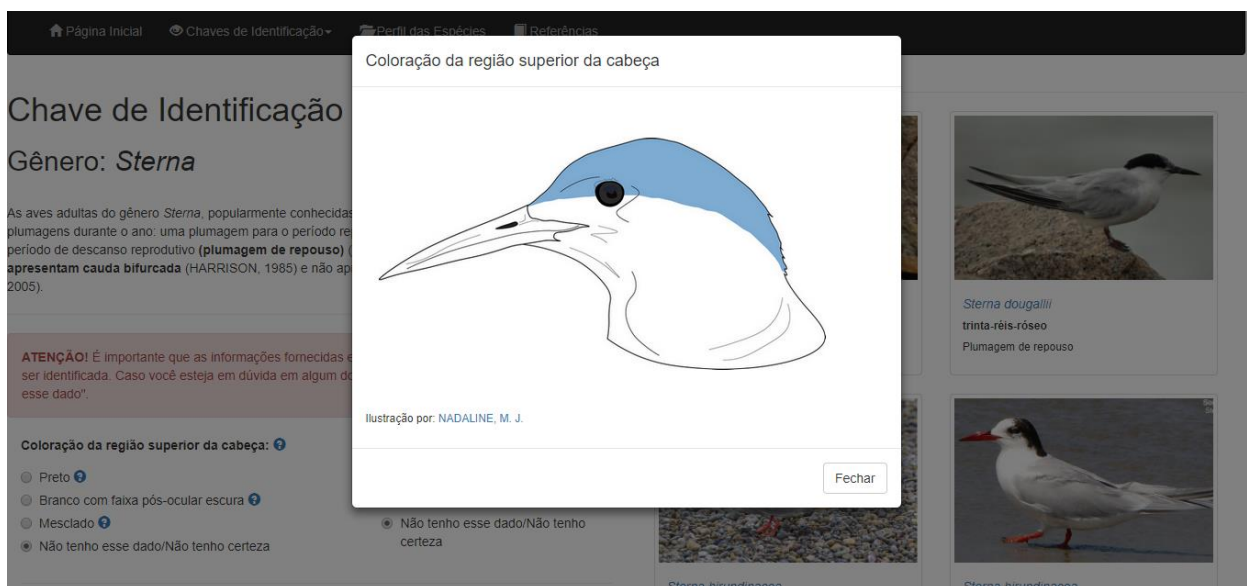 Página Inicial
Chaves de Identificação
Perfil das Espécies
Referências
Coloração da região superior da cabeça
Chave de Identificação
Gênero: Sterna
As aves adultas do gênero Sterna, popularmente conhecidas
plumagens durante o ano: uma plumagem para o período
período de descanso reprodutivo (plumagem de repouso) (
apresentam cauda bifurcada (HARRISON, 1985) e não
2005).
ATENÇÃO! É importante que as informações fornecidas
ser identificada. Caso você esteja em dúvida em algum
esse dado".
Coloração da região superior da cabeça:
Preto
Branco com faixa pós-ocular escura
Mesclado
Não tenho esse dado/Não tenho certeza
Ilustração por: NADALINE, M. J.
Fechar
Não tenho esse dado/Não tenho
certeza
Sterna dougallii
trinta-réis-róseo
Plumagem de repouso
Sterna hirundinacea
Sterna hirundinacea